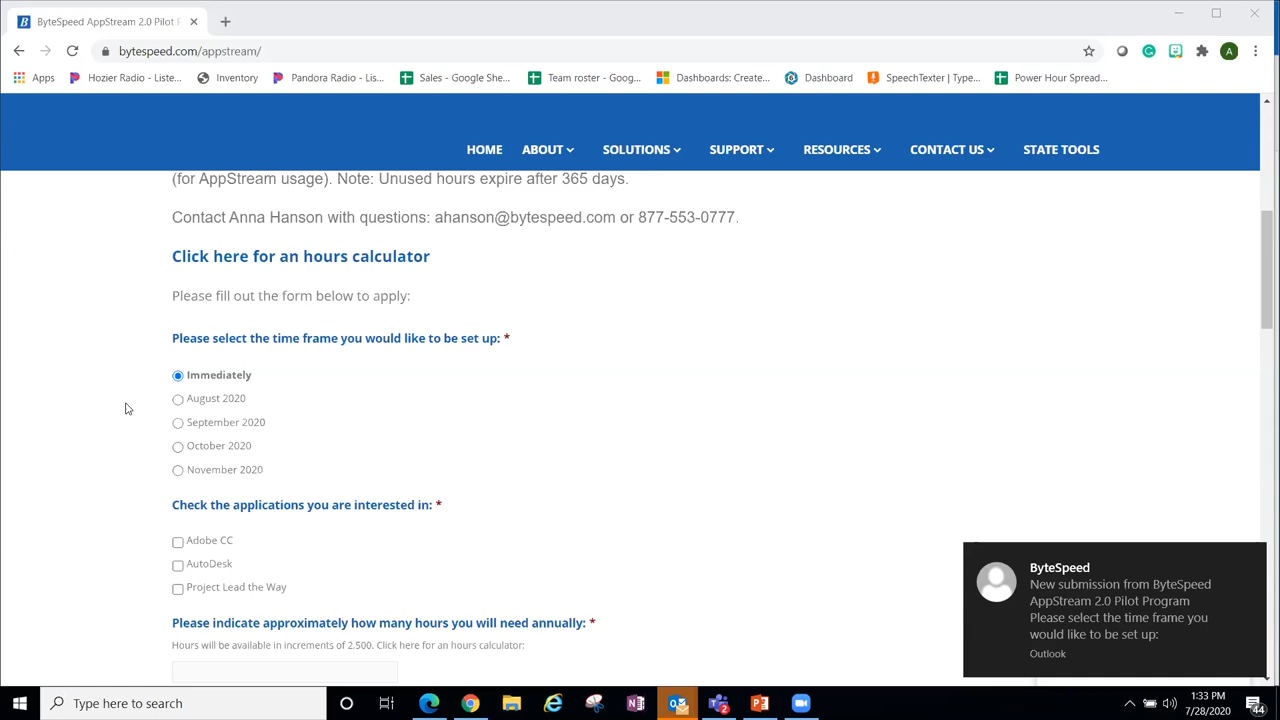 ByteSpeed AppStream 2.0 Pilot P
bytespeed.com/appstream/
A
Apps
Hozier Radio - Liste...
Inventory
Pandora Radio - Lis...
Sales - Google She...
Team roster - Goog...
Dashboards: Create...
Dashboard
SpeechTexter | Type...
Power Hour Spread...
HOME ABOUT SOLUTIONS SUPPORT RESOURCES CONTACT US STATE TOOLS
(for AppStream usage). Note: Unused hours expire after 365 days.
Contact Anna Hanson with questions: ahanson@bytespeed.com or 877-553-0777.
Click here for an hours calculator
Please fill out the form below to apply:
Please select the time frame you would like to be set up: *
Immediately
August 2020
September 2020
October 2020
November 2020
Check the applications you are interested in: *
Adobe CC
AutoDesk
Project Lead the Way
Please indicate approximately how many hours you will need annually: *
Hours will be available in increments of 2.500. Click here for an hours calculator:
ByteSpeed
New submission from ByteSpeed
AppStream 2.0 Pilot Program
Please select the time frame you
would like to be set up:
Outlook
Type here to search
2
1:33 PM
7/28/2020
44